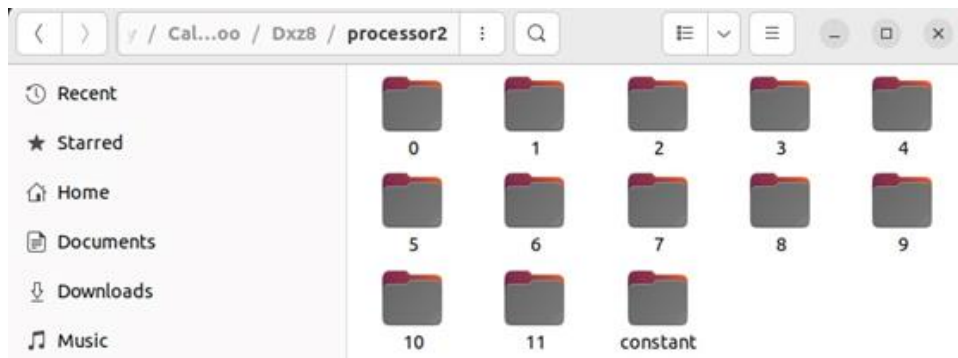 / Cal...oo / Dxz8 / processor2
Recent
Starred
Home
Documents
Downloads
Music
0 1 2 3 4
5 6 7 8 9
10 11 constant